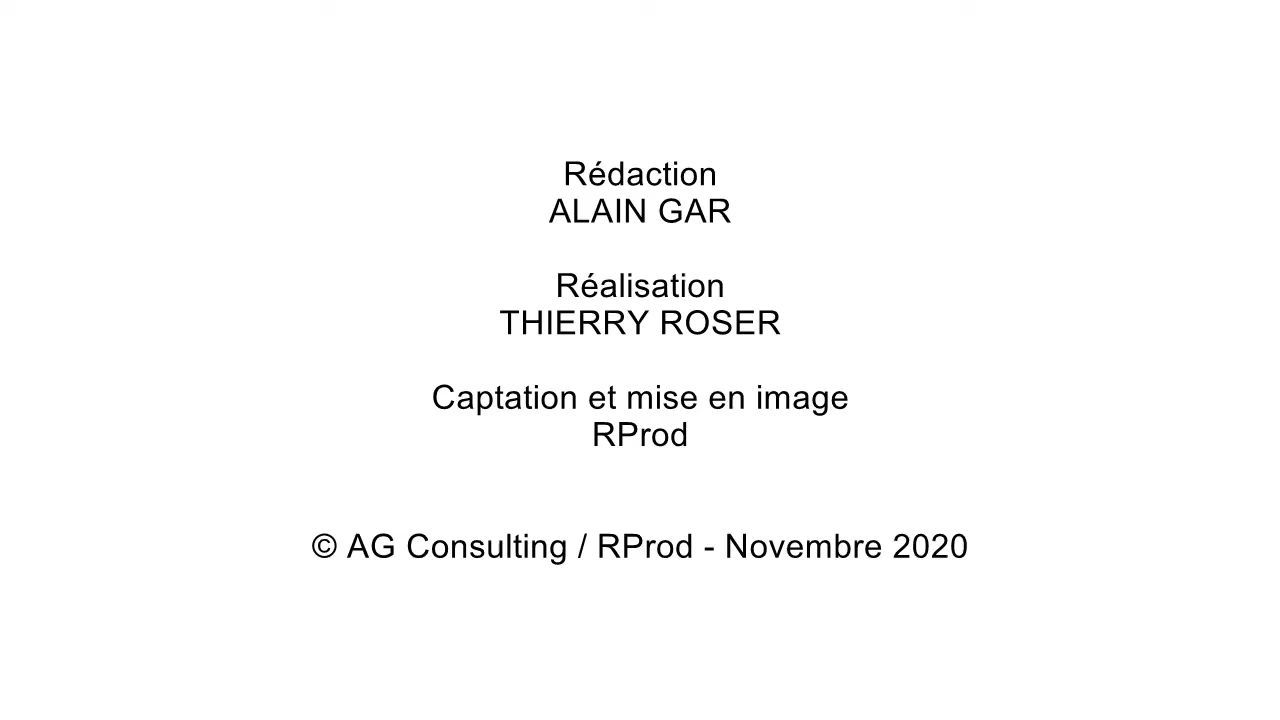 Rédaction
ALAIN GAR
Réalisation
THIERRY ROSER
Captation et mise en image
RProd
© AG Consulting / RProd - Novembre 2020